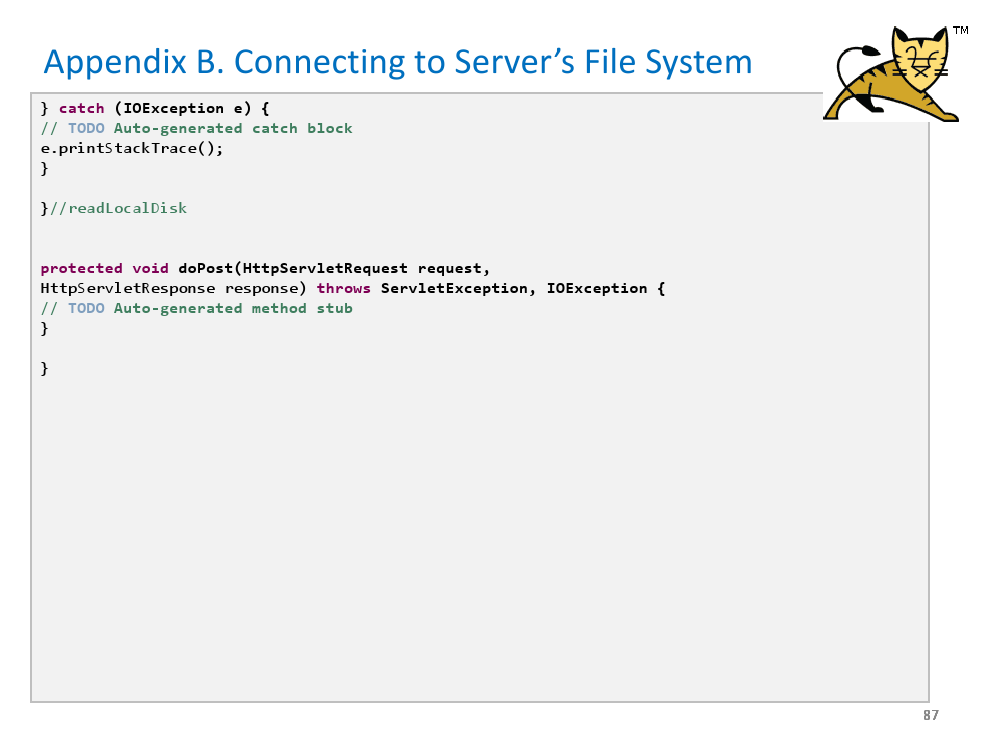 Appendix B. Connecting to Server’s File System
TM
} catch (IOException e) {
// TODO Auto-generated catch block
e.printStackTrace();
}
}//readLocalDisk
protected void doPost(HttpServletRequest request,
HttpServletResponse response) throws ServletException, IOException {
// TODO Auto-generated method stub
}
}
87